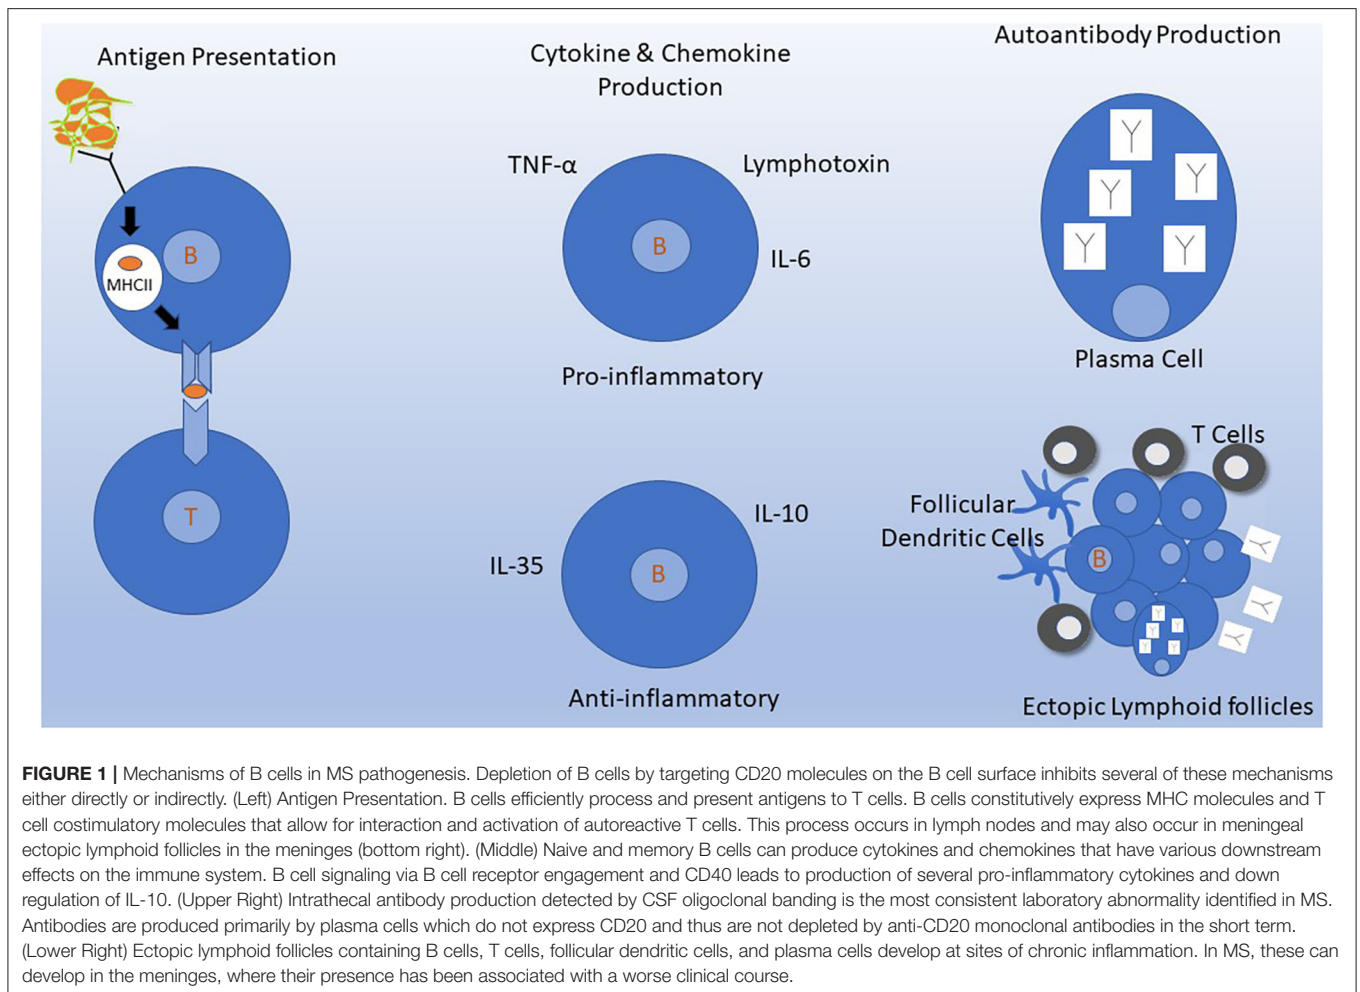 Antigen Presentation
B
MHCII
T
Cytokine & Chemokine
Production
TNF-α
Lymphotoxin
B
IL-6
Pro-inflammatory
IL-10
IL-35
B
Anti-inflammatory
Autoantibody Production
Y
Y
Y
Y
Y
Plasma Cell
T Cells
Follicular
Dendritic Cells
B
Ectopic Lymphoid follicles
FIGURE 1 | Mechanisms of B cells in MS pathogenesis. Depletion of B cells by targeting CD20 molecules on the B cell surface inhibits several of these mechanisms
either directly or indirectly. (Left) Antigen Presentation. B cells efficiently process and present antigens to T cells. B cells constitutively express MHC molecules and T
cell costimulatory molecules that allow for interaction and activation of autoreactive T cells. This process occurs in lymph nodes and may also occur in meningeal
ectopic lymphoid follicles in the meninges (bottom right). (Middle) Naive and memory B cells can produce cytokines and chemokines that have various downstream
effects on the immune system. B cell signaling via B cell receptor engagement and CD40 leads to production of several pro-inflammatory cytokines and down
regulation of IL-10. (Upper Right) Intrathecal antibody production detected by CSF oligoclonal banding is the most consistent laboratory abnormality identified in MS.
Antibodies are produced primarily by plasma cells which do not express CD20 and thus are not depleted by anti-CD20 monoclonal antibodies in the short term.
(Lower Right) Ectopic lymphoid follicles containing B cells, T cells, follicular dendritic cells, and plasma cells develop at sites of chronic inflammation. In MS, these can
develop in the meninges, where their presence has been associated with a worse clinical course.